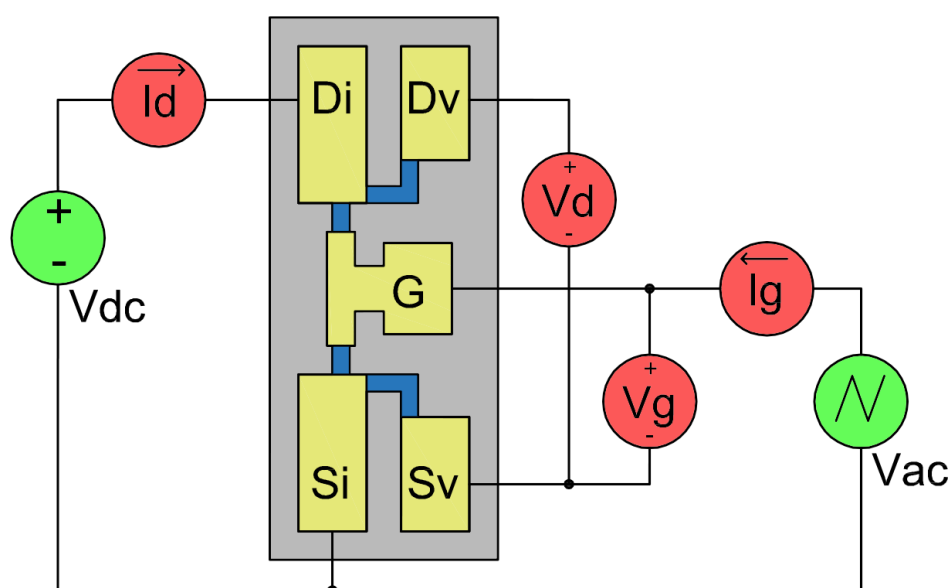 Di
Dv
Id
+
Vd
-
+
-
Vdc
G
Ig
+
Vg
-
Si
Sv
Vac